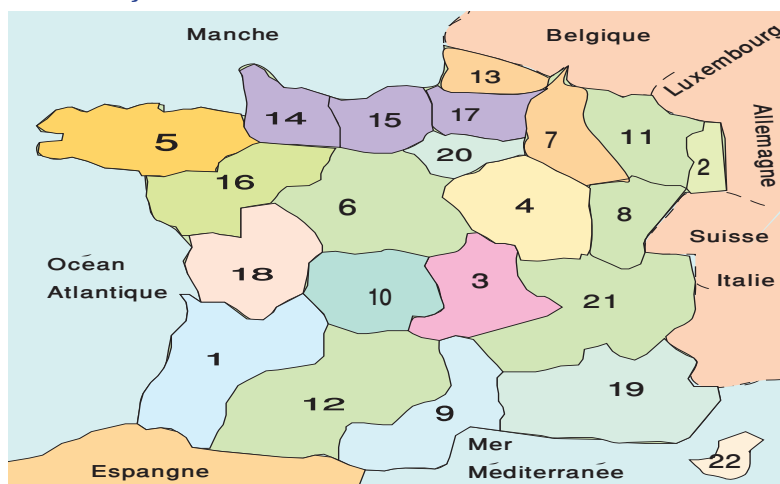 Manche
Belgique
Luxembourg
Allemagne
13
14
15
17
5
7
11
20
2
16
6
4
8
Suisse
Océan
Atlantique
18
10
3
21
Italie
1
12
9
19
Mer
Méditerranée
22
Espangne